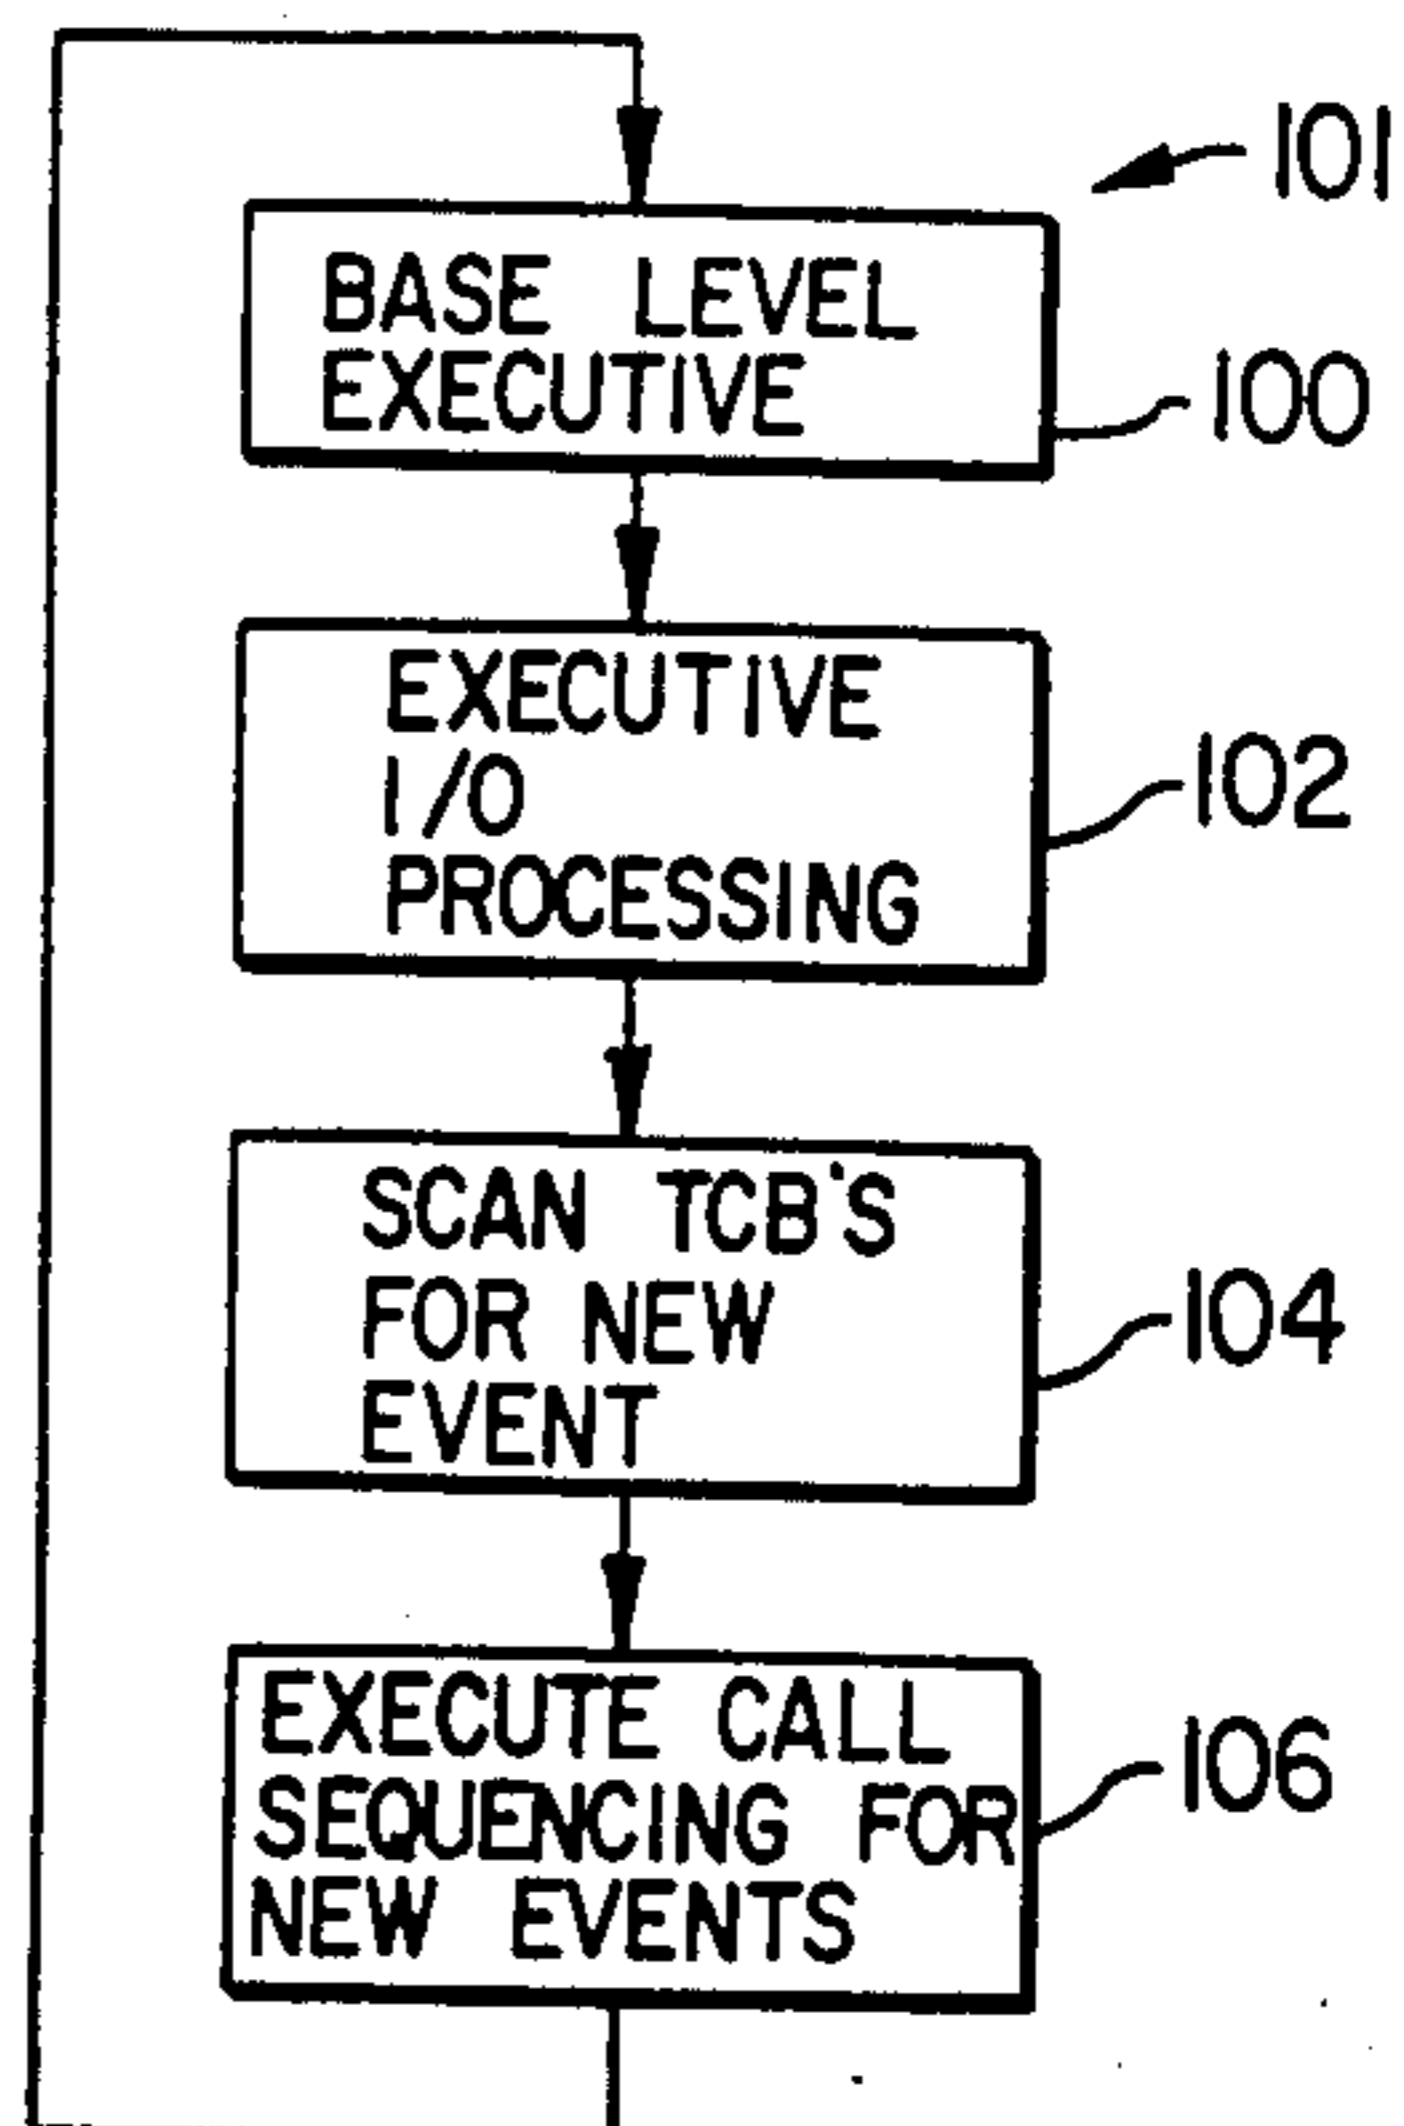 101
BASE LEVEL
EXECUTIVE
100
EXECUTIVE
I/O
PROCESSING
102
SCAN TCB'S
FOR NEW
EVENT
104
EXECUTE CALL
SEQUENCING FOR
NEW EVENTS
106